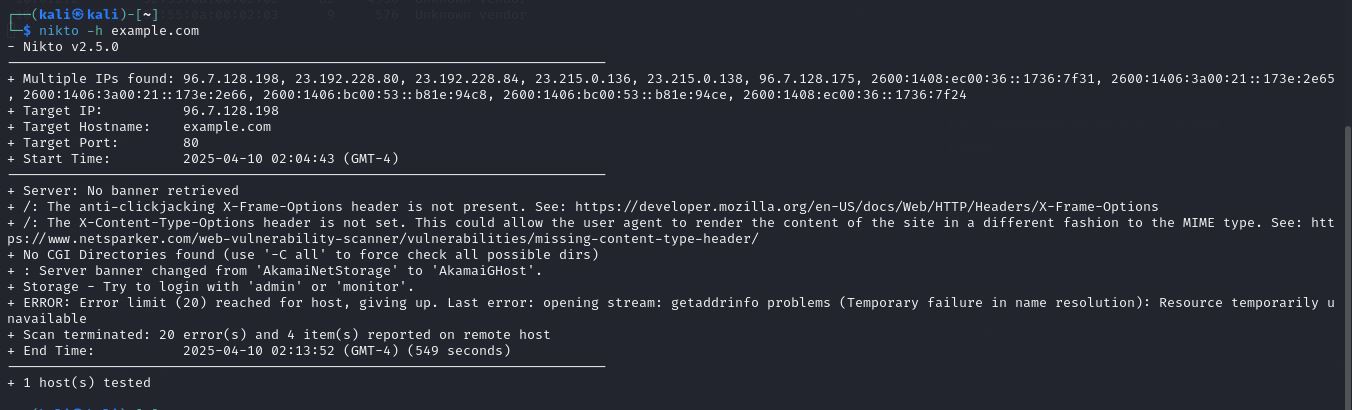 55:0a:00:02:03 576 Unknown vendor
┌──(kali㉿kali)-[~]
└─$ nikto -h example.com
- Nikto v2.5.0
---------------------------------------------------------------------------
+ Multiple IPs found: 96.7.128.198, 23.192.228.80, 23.192.228.84, 23.215.0.136, 23.215.0.138, 96.7.128.175, 2600:1408:ec00:36::1736:7f31, 2600:1406:3a00:21::173e:2e65
, 2600:1406:3a00:21::173e:2e66, 2600:1406:bc00:53::b81e:94c8, 2600:1406:bc00:53::b81e:94ce, 2600:1408:ec00:36::1736:7f24
+ Target IP:          96.7.128.198
+ Target Hostname:    example.com
+ Target Port:        80
+ Start Time:         2025-04-10 02:04:43 (GMT-4)
---------------------------------------------------------------------------
+ Server: No banner retrieved
+ /: The anti-clickjacking X-Frame-Options header is not present. See: https://developer.mozilla.org/en-US/docs/Web/HTTP/Headers/X-Frame-Options
+ /: The X-Content-Type-Options header is not set. This could allow the user agent to render the content of the site in a different fashion to the MIME type. See: htt
ps://www.netsparker.com/web-vulnerability-scanner/vulnerabilities/missing-content-type-header/
+ No CGI Directories found (use '-C all' to force check all possible dirs)
+ : Server banner changed from 'AkamaiNetStorage' to 'AkamaiGHost'.
+ Storage - Try to login with 'admin' or 'monitor'.
+ ERROR: Error limit (20) reached for host, giving up. Last error: opening stream: getaddrinfo problems (Temporary failure in name resolution): Resource temporarily u
navailable
+ Scan terminated: 20 error(s) and 4 item(s) reported on remote host
+ End Time:           2025-04-10 02:13:52 (GMT-4) (549 seconds)
---------------------------------------------------------------------------
+ 1 host(s) tested